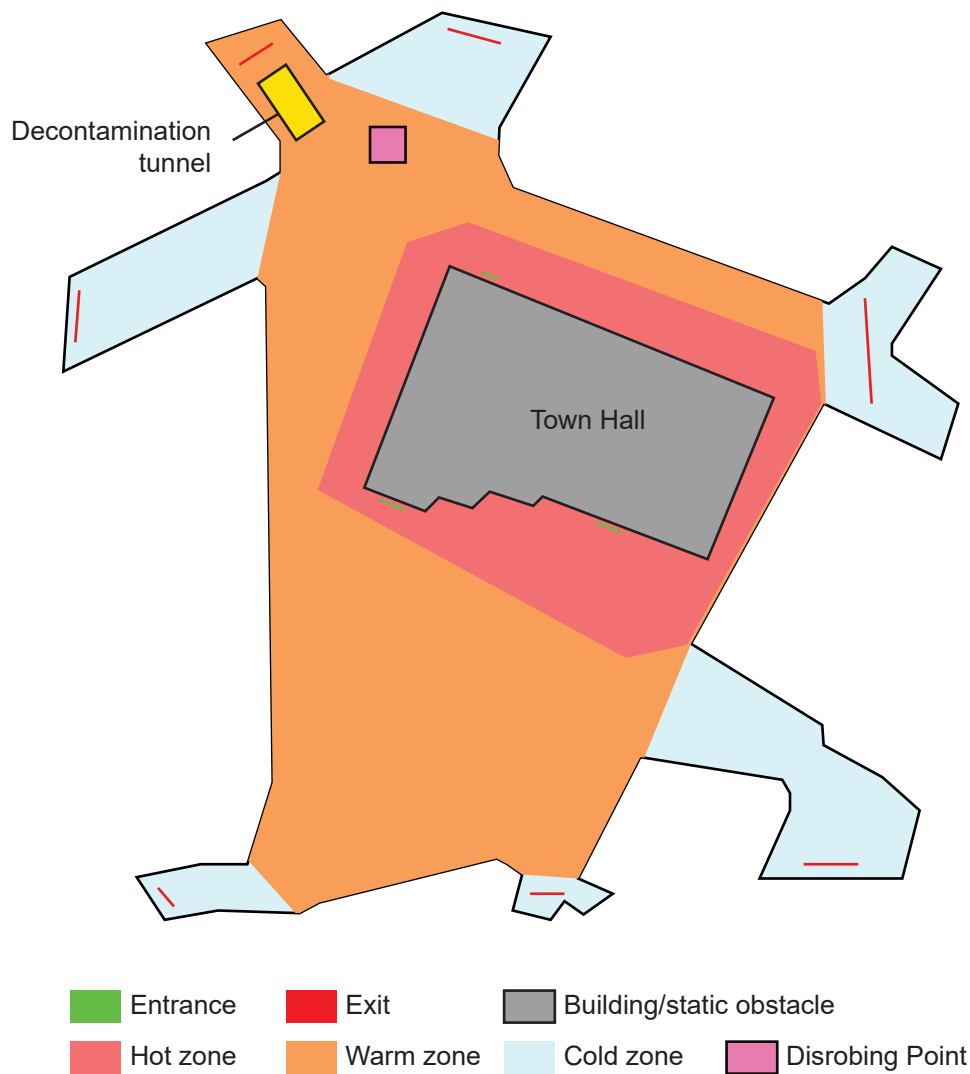 Decontamination
tunnel
Town Hall
Entrance
Exit
Building/static obstacle
Hot zone
Warm zone
Cold zone
Disrobing Point